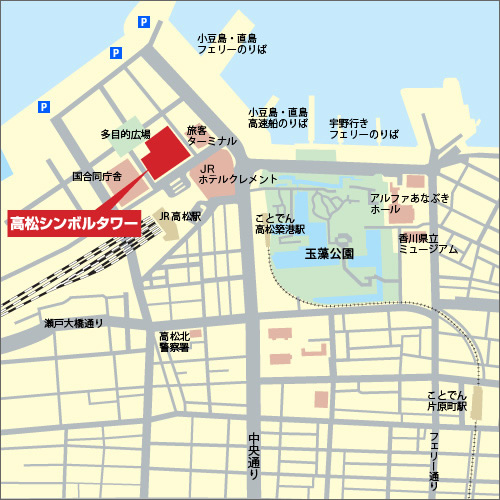 小豆島・直島
フェリーのりば
P
P
P
小豆島・直島
高速船のりば
宇野行き
フェリーのりば
多目的広場
旅客
ターミナル
国合同庁舎
JR
ホテルクレメント
アルファあなぶき
ホール
高松シンボルタワー
JR高松駅
ことでん
高松築港駅
玉藻公園
香川県立
ミュージアム
瀬戸大橋通り
高松北
警察署
ことでん
片原町駅
中央通り
フェリー通り